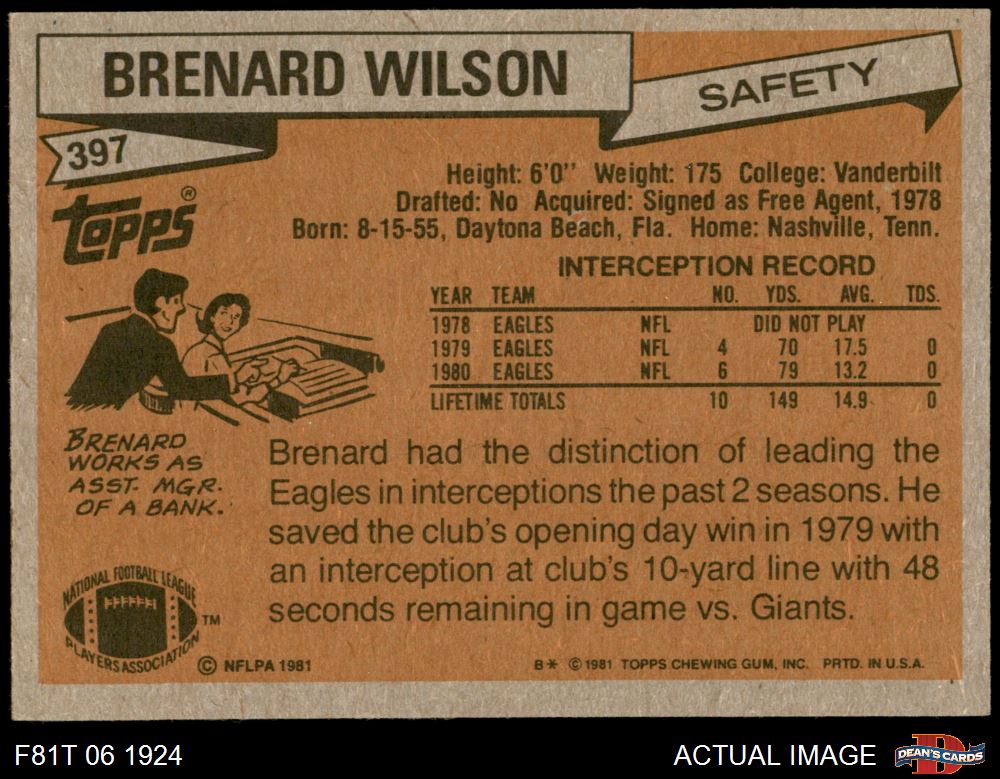 BRENARD WILSON
SAFETY
397
TOPPS®
Height: 6'0" Weight: 175 College: Vanderbilt
Drafted: No Acquired: Signed as Free Agent, 1978
Born: 8-15-55, Daytona Beach, Fla. Home: Nashville, Tenn.
INTERCEPTION RECORD
YEAR TEAM NO. YDS. AVG. TDS.
1978 EAGLES NFL DID NOT PLAY
1979 EAGLES NFL 4 70 17.5 0
1980 EAGLES NFL 6 79 13.2 0
LIFETIME TOTALS 10 149 14.9 0
BRENARD
WORKS AS
ASST. MGR.
OF A BANK.
Brenard had the distinction of leading the
Eagles in interceptions the past 2 seasons. He
saved the club's opening day win in 1979 with
an interception at club's 10-yard line with 48
seconds remaining in game vs. Giants.
NATIONAL FOOTBALL LEAGUE
PLAYERS ASSOCIATION
TM
© NFLPA 1981
B* © 1981 TOPPS CHEWING GUM, INC. PRTD. IN U.S.A.
F81T 06 1924
ACTUAL IMAGE
D
DEAN'S CARDS